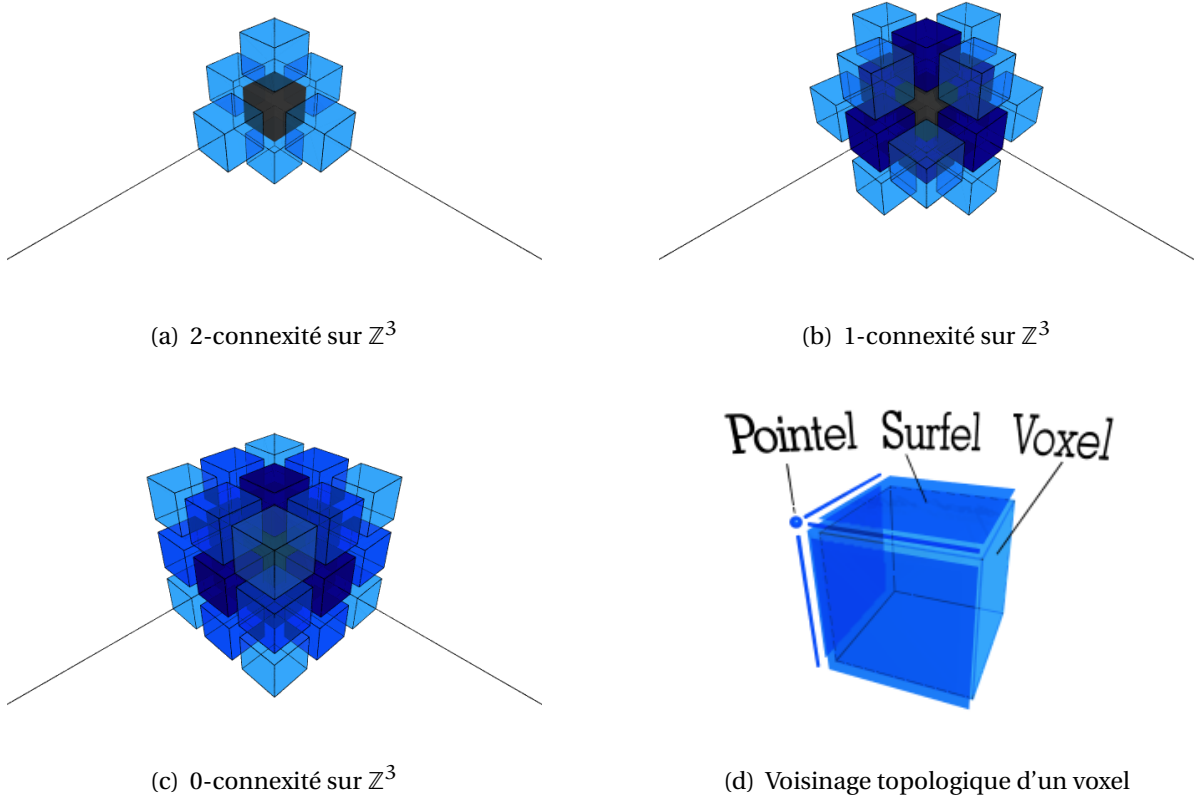 (a) 2-connexité sur ℤ³
(b) 1-connexité sur ℤ³
Pointel Surfel Voxel
(c) 0-connexité sur ℤ³
(d) Voisinage topologique d'un voxel